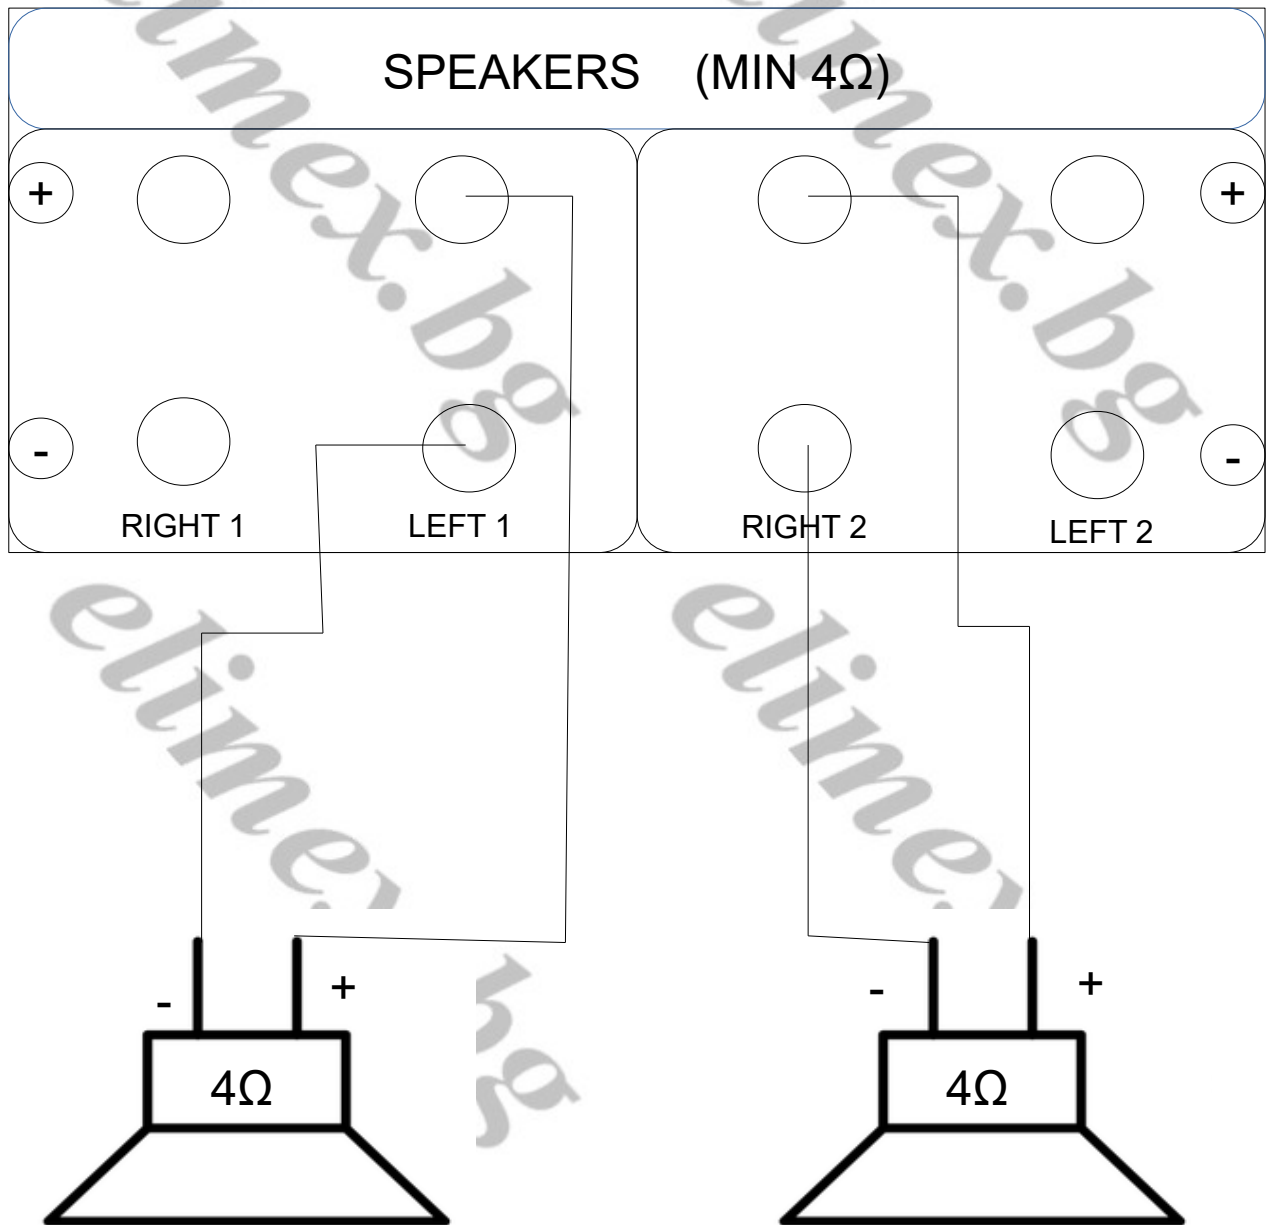 SPEAKERS (MIN 4Ω)
+ +
- -
RIGHT 1 LEFT 1 RIGHT 2 LEFT 2
- + - +
4Ω 4Ω
elimex.bg
elimex.bg
elimex.bg
elimex